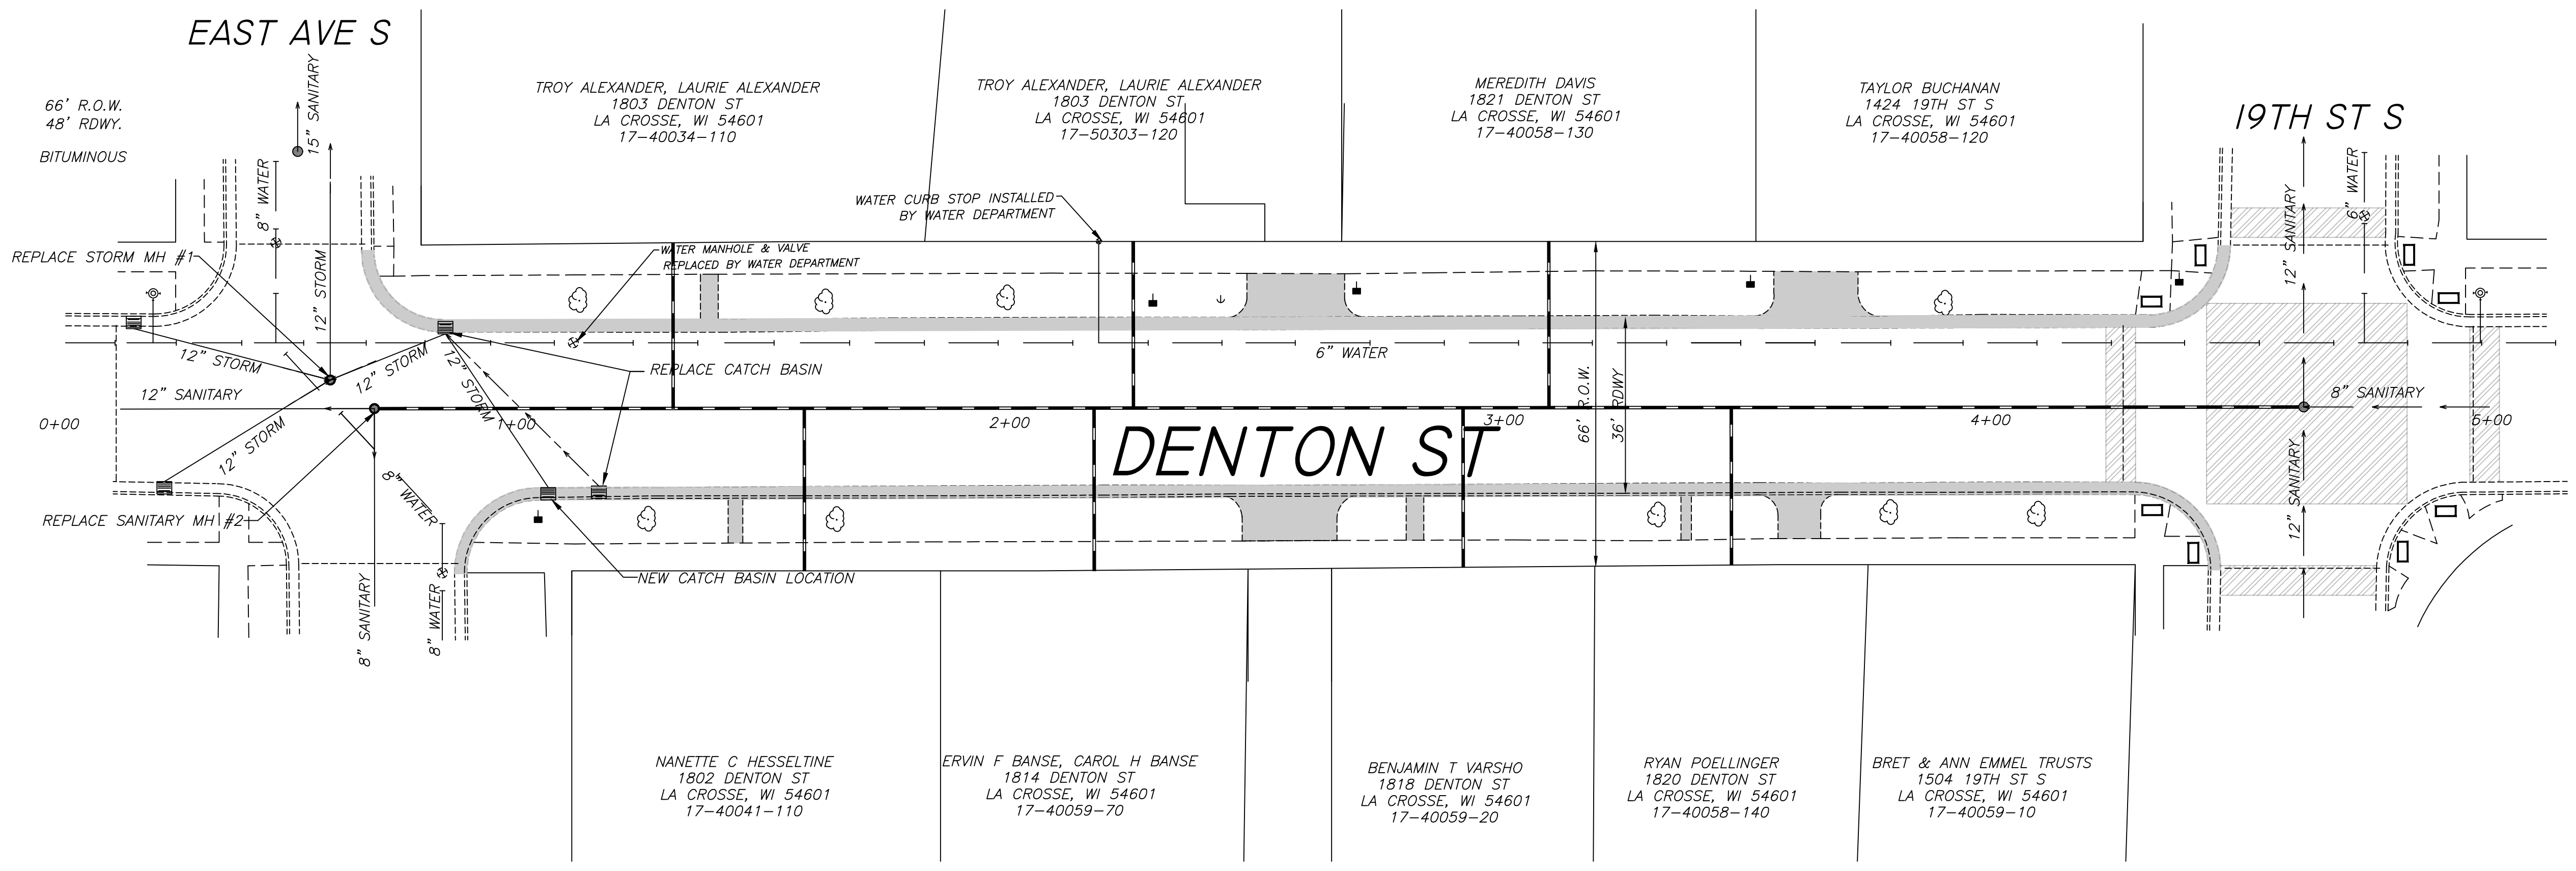 EAST AVE S
66' R.O.W.
48' RDWY.
BITUMINOUS
15" SANITARY
8" WATER
12" STORM
REPLACE STORM MH #1
TROY ALEXANDER, LAURIE ALEXANDER
1803 DENTON ST
LA CROSSE, WI 54601
17-40034-110
TROY ALEXANDER, LAURIE ALEXANDER
1803 DENTON ST
LA CROSSE, WI 54601
17-50303-120
MEREDITH DAVIS
1821 DENTON ST
LA CROSSE, WI 54601
17-40058-130
TAYLOR BUCHANAN
1424 19TH ST S
LA CROSSE, WI 54601
17-40058-120
19TH ST S
12" SANITARY
6" WATER
WATER CURB STOP INSTALLED
BY WATER DEPARTMENT
WATER MANHOLE & VALVE
REPLACED BY WATER DEPARTMENT
12" STORM
12" STORM
12" STORM
REPLACE CATCH BASIN
6" WATER
12" SANITARY
8" SANITARY
66' R.O.W.
36' RDWY
0+00
1+00
2+00
3+00
4+00
5+00
DENTON ST
12" STORM
8" WATER
12" SANITARY
REPLACE SANITARY MH #2
NEW CATCH BASIN LOCATION
8" SANITARY
8" WATER
NANETTE C HESSELTINE
1802 DENTON ST
LA CROSSE, WI 54601
17-40041-110
ERVIN F BANSE, CAROL H BANSE
1814 DENTON ST
LA CROSSE, WI 54601
17-40059-70
BENJAMIN T VARSHO
1818 DENTON ST
LA CROSSE, WI 54601
17-40059-20
RYAN POELLINGER
1820 DENTON ST
LA CROSSE, WI 54601
17-40058-140
BRET & ANN EMMEL TRUSTS
1504 19TH ST S
LA CROSSE, WI 54601
17-40059-10